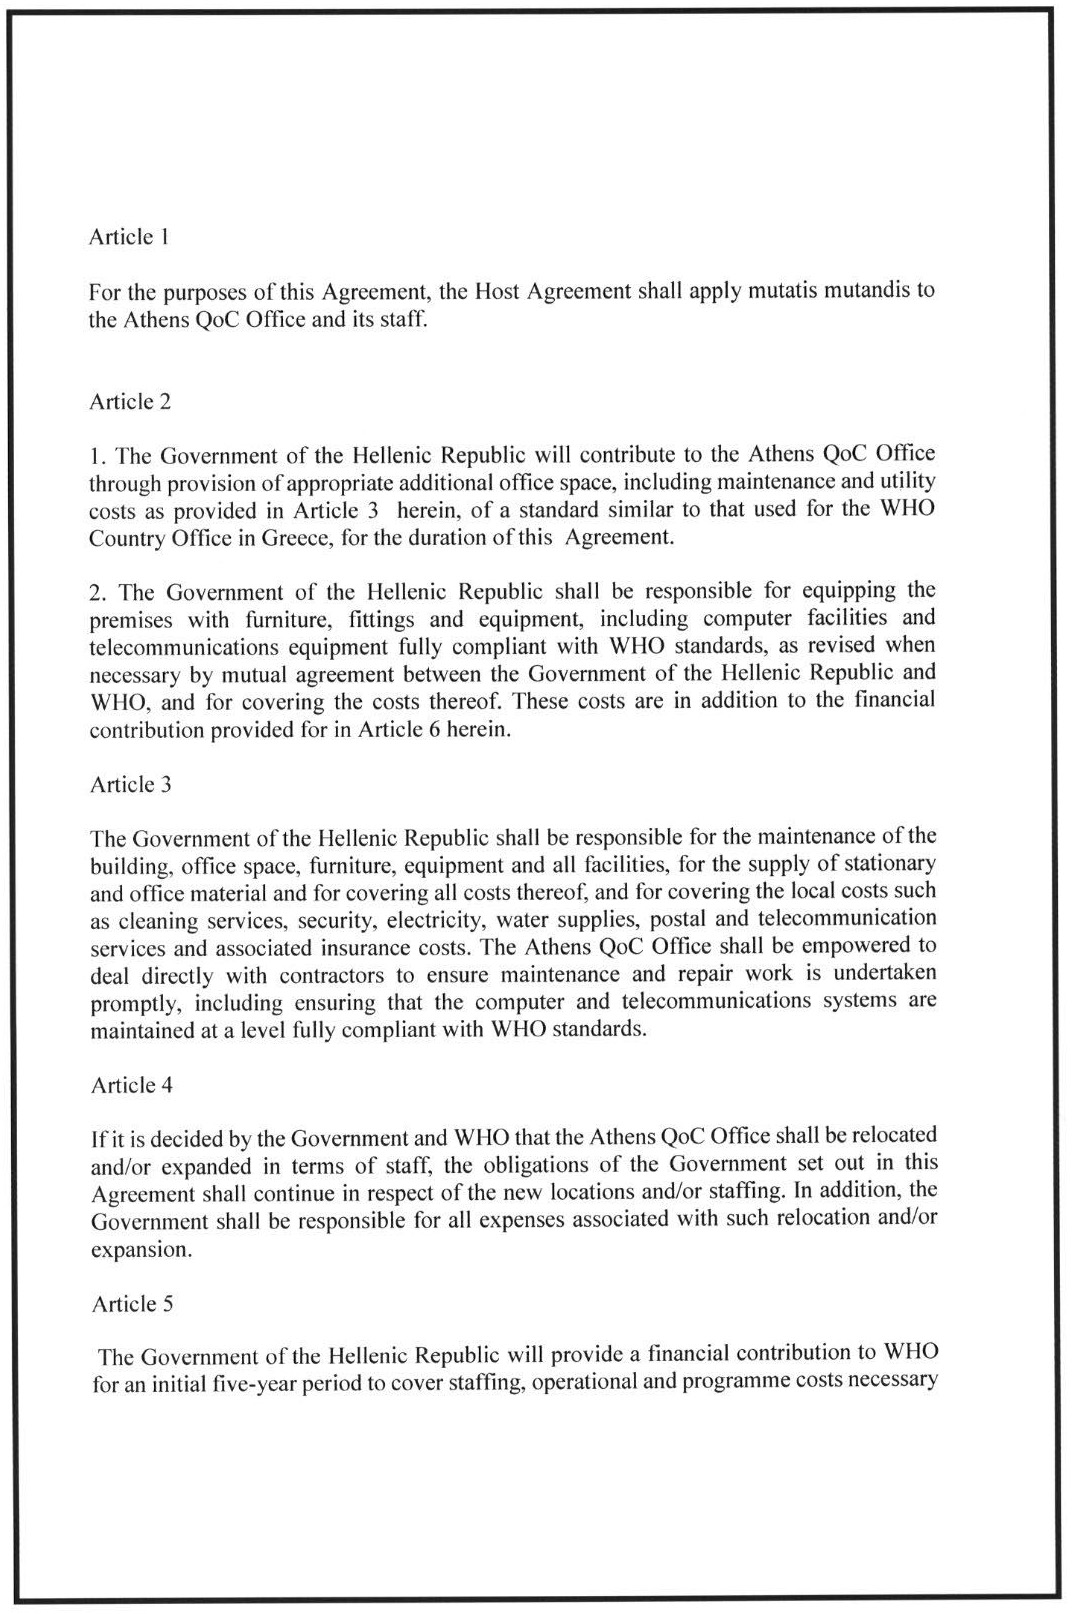 Article 1
For the purposes of this Agreement, the Host Agreement shall apply mutatis mutandis to
the Athens QoC Office and its staff.
Article 2
1. The Government of the Hellenic Republic will contribute to the Athens QoC Office
through provision of appropriate additional office space, including maintenance and utility
costs as provided in Article 3 herein, of a standard similar to that used for the WHO
Country Office in Greece, for the duration of this Agreement.
2. The Government of the Hellenic Republic shall be responsible for equipping the
premises with furniture, fittings and equipment, including computer facilities and
telecommunications equipment fully compliant with WHO standards, as revised when
necessary by mutual agreement between the Government of the Hellenic Republic and
WHO, and for covering the costs thereof. These costs are in addition to the financial
contribution provided for in Article 6 herein.
Article 3
The Government of the Hellenic Republic shall be responsible for the maintenance of the
building, office space, furniture, equipment and all facilities, for the supply of stationary
and office material and for covering all costs thereof, and for covering the local costs such
as cleaning services, security, electricity, water supplies, postal and telecommunication
services and associated insurance costs. The Athens QoC Office shall be empowered to
deal directly with contractors to ensure maintenance and repair work is undertaken
promptly, including ensuring that the computer and telecommunications systems are
maintained at a level fully compliant with WHO standards.
Article 4
If it is decided by the Government and WHO that the Athens QoC Office shall be relocated
and/or expanded in terms of staff, the obligations of the Government set out in this
Agreement shall continue in respect of the new locations and/or staffing. In addition, the
Government shall be responsible for all expenses associated with such relocation and/or
expansion.
Article 5
The Government of the Hellenic Republic will provide a financial contribution to WHO
for an initial five-year period to cover staffing, operational and programme costs necessary